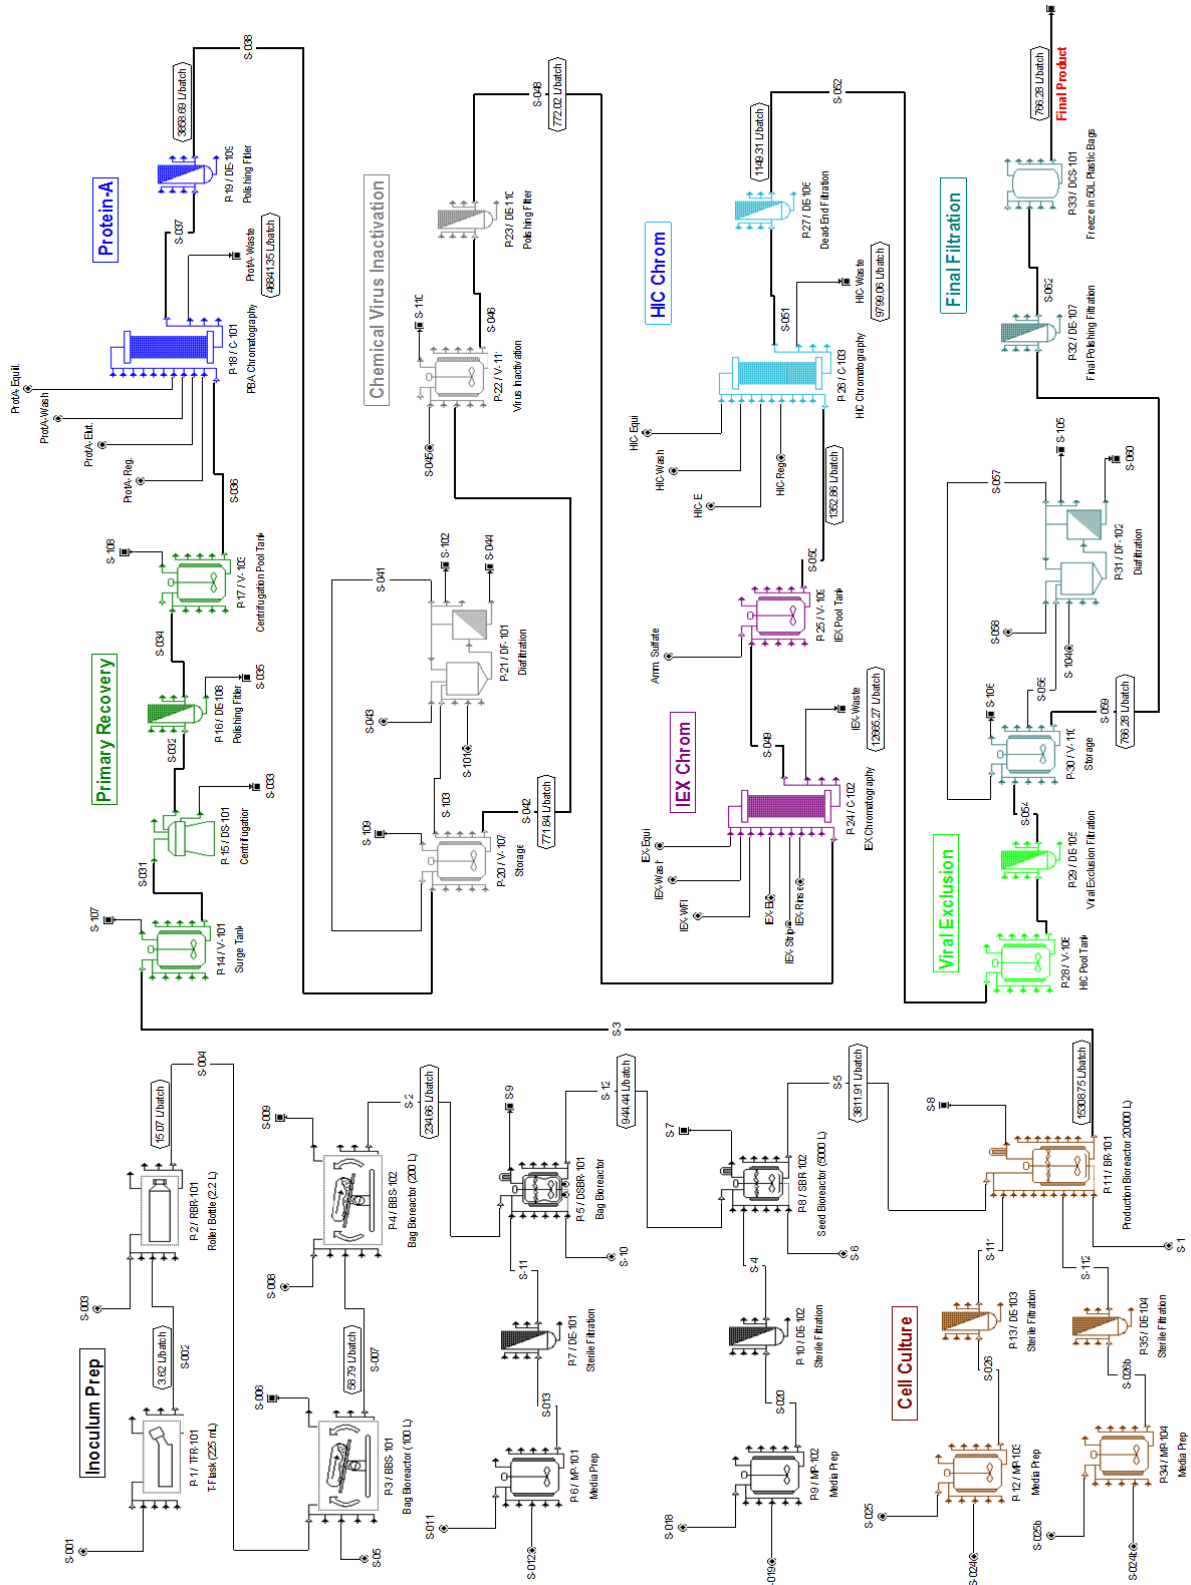 Inoculum Prep
S-001
P-1 / TFR-101
T-Flask (225 mL)
3.62 L/batch
S-002
S-003
P-2 / RBR-101
Roller Bottle (2.2 L)
15.07 L/batch
S-004
S-05
S-006
P-3 / BBS-101
Bag Bioreactor (100 L)
58.79 L/batch
S-007
S-008
S-009
P-4 / BBS-102
Bag Bioreactor (200 L)
S-2
234.66 L/batch
S-011
S-012
P-6 / MP-101
Media Prep
S-013
P-7 / DE-101
Sterile Filtration
S-11
S-10
S-9
P-5 / DSBR-101
Bag Bioreactor
S-12
944.44 L/batch
S-018
S-019
P-9 / MP-102
Media Prep
S-020
P-10 / DE-102
Sterile Filtration
S-4
S-6
S-7
P-8 / SBR-102
Seed Bioreactor (5000 L)
S-5
3811.91 L/batch
Cell Culture
S-025
S-024
P-12 / MP-103
Media Prep
S-026
P-13 / DE-103
Sterile Filtration
S-111
S-025b
S-024b
P-34 / MP-104
Media Prep
S-026b
P-35 / DE-104
Sterile Filtration
S-112
S-1
S-8
P-11 / BR-101
Production Bioreactor (20000 L)
15308.75 L/batch
S-3
Primary Recovery
S-107
P-14 / V-101
Surge Tank
S-031
P-15 / DS-101
Centrifugation
S-033
S-032
P-16 / DE-108
Polishing Filter
S-035
S-034
S-108
P-17 / V-103
Centrifugation Pool Tank
S-036
Protein-A
ProtA-Equil.
ProtA-Wash
ProtA-Elut.
ProtA-Reg.
P-18 / C-101
PBA Chromatography
ProtA-Waste
46841.35 L/batch
S-037
P-19 / DE-109
Polishing Filter
3858.69 L/batch
S-038
Chemical Virus Inactivation
S-109
P-20 / V-107
Storage
S-042
771.84 L/batch
S-103
S-101
S-043
S-041
P-21 / DF-101
Diafiltration
S-102
S-044
S-045
S-110
P-22 / V-111
Virus Inactivation
S-046
P-23 / DE-110
Polishing Filter
S-048
772.02 L/batch
IEX Chrom
IEX-Equi
IEX-Wash
IEX-WFI
IEX-El
IEX-Strip
IEX-Rinse
P-24 / C-102
IEX Chromatography
IEX-Waste
12665.27 L/batch
S-049
Amm. Sulfate
P-25 / V-109
IEX Pool Tank
S-050
1352.86 L/batch
HIC Chrom
HIC-Equi
HIC-Wash
HIC-E
HIC-Reg
P-26 / C-103
HIC Chromatography
HIC-Waste
9799.06 L/batch
S-051
P-27 / DE-106
Dead-End Filtration
1149.31 L/batch
S-052
Viral Exclusion
P-28 / V-108
HIC Pool Tank
P-29 / DE-105
Viral Exclusion Filtration
S-054
Final Filtration
S-106
P-30 / V-110
Storage
S-056
S-059
766.28 L/batch
S-104
S-058
S-057
P-31 / DF-102
Diafiltration
S-105
S-060
P-32 / DE-107
Final Polishing Filtration
S-062
P-33 / DCS-101
Freeze in 50L Plastic Bags
766.28 L/batch
Final Product